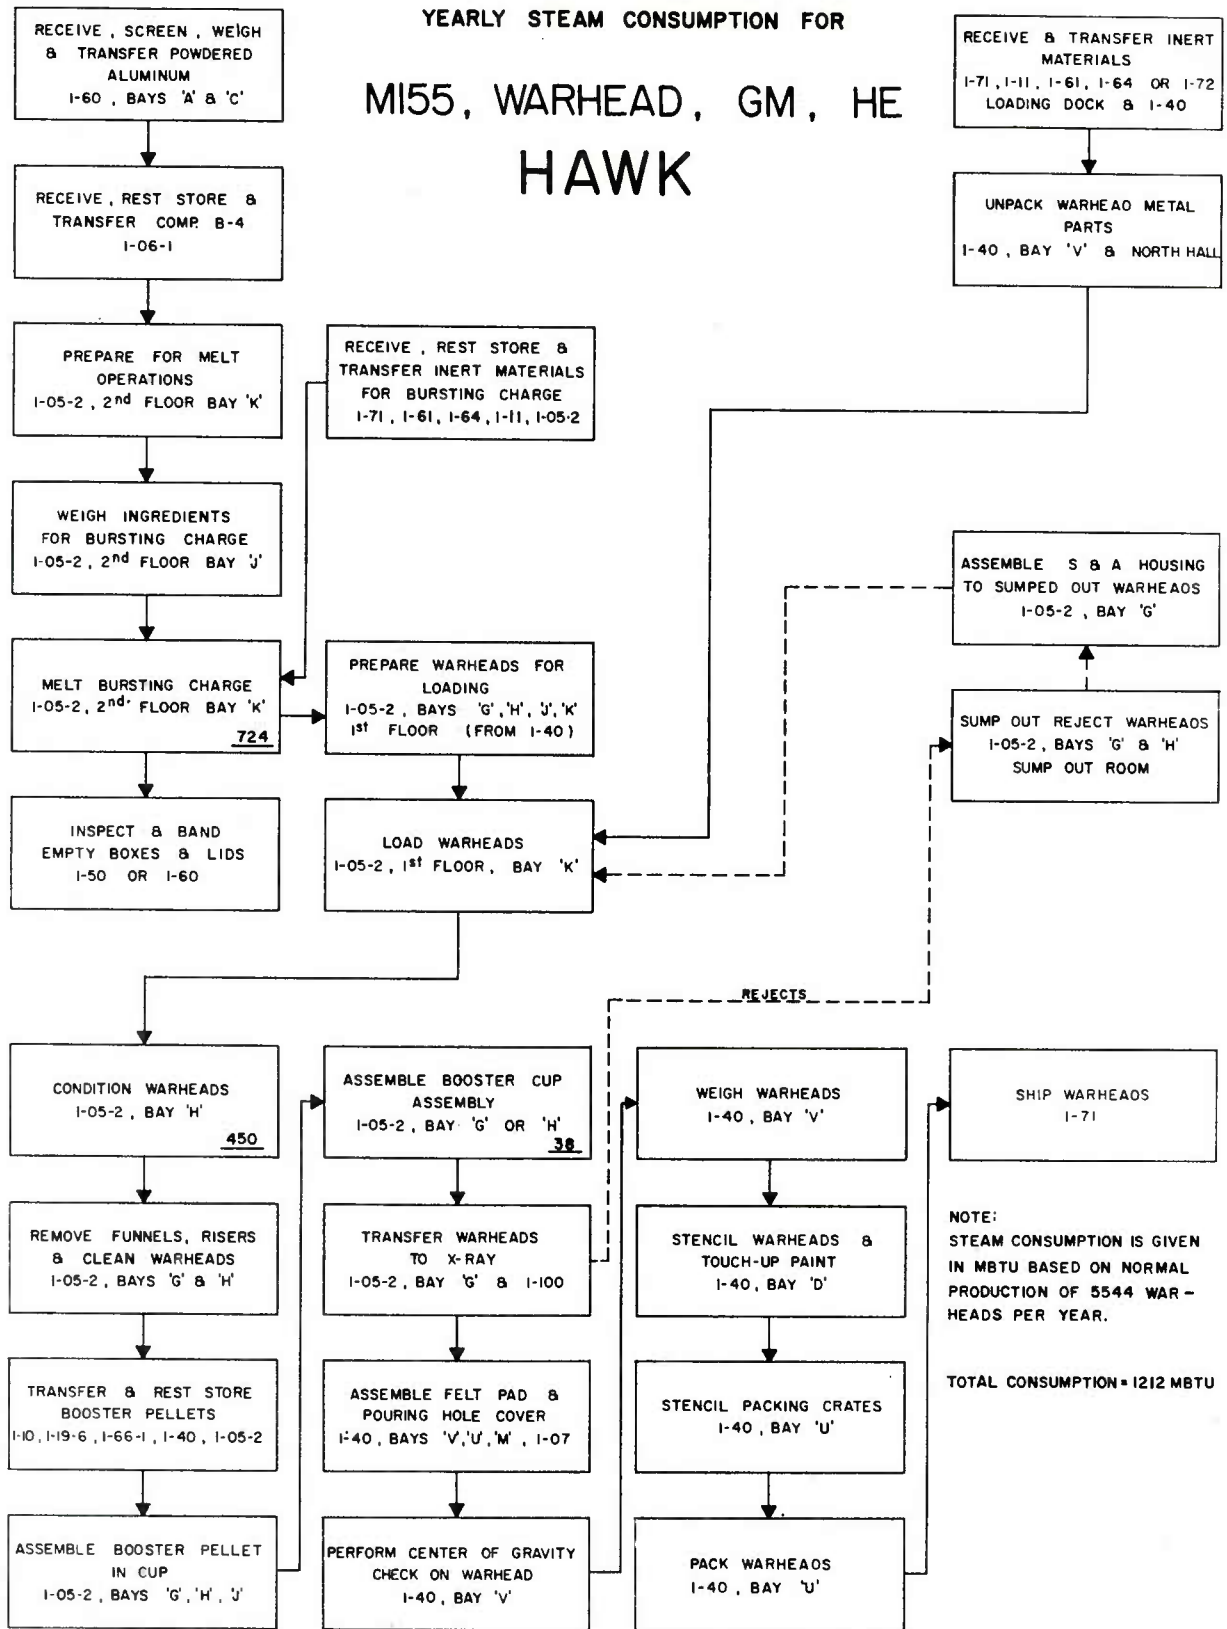 YEARLY STEAM CONSUMPTION FOR
M155, WARHEAD, GM, HE
HAWK
RECEIVE, SCREEN, WEIGH
& TRANSFER POWDERED
ALUMINUM
1-60, BAYS 'A' & 'C'
RECEIVE, REST STORE &
TRANSFER COMP. B-4
1-06-1
PREPARE FOR MELT
OPERATIONS
1-05-2, 2nd FLOOR BAY 'K'
WEIGH INGREDIENTS
FOR BURSTING CHARGE
1-05-2, 2nd FLOOR BAY 'J'
MELT BURSTING CHARGE
1-05-2, 2nd. FLOOR BAY 'K'
724
INSPECT & BAND
EMPTY BOXES & LIDS
1-50 OR 1-60
RECEIVE, REST STORE &
TRANSFER INERT MATERIALS
FOR BURSTING CHARGE
1-71, 1-61, 1-64, 1-11, 1-05-2
PREPARE WARHEADS FOR
LOADING
1-05-2, BAYS 'G', 'H', 'J', 'K'
1st FLOOR (FROM 1-40)
LOAD WARHEADS
1-05-2, 1st FLOOR, BAY 'K'
RECEIVE & TRANSFER INERT
MATERIALS
1-71, 1-11, 1-61, 1-64 OR 1-72
LOADING DOCK & 1-40
UNPACK WARHEAD METAL
PARTS
1-40, BAY 'V' & NORTH HALL
ASSEMBLE S & A HOUSING
TO SUMPED OUT WARHEADS
1-05-2, BAY 'G'
SUMP OUT REJECT WARHEADS
1-05-2, BAYS 'G' & 'H'
SUMP OUT ROOM
REJECTS
CONDITION WARHEADS
1-05-2, BAY 'H'
450
REMOVE FUNNELS, RISERS
& CLEAN WARHEADS
1-05-2, BAYS 'G' & 'H'
TRANSFER & REST STORE
BOOSTER PELLETS
1-10, 1-19-6, 1-66-1, 1-40, 1-05-2
ASSEMBLE BOOSTER PELLET
IN CUP
1-05-2, BAYS 'G', 'H', 'J'
ASSEMBLE BOOSTER CUP
ASSEMBLY
1-05-2, BAY 'G' OR 'H'
38
TRANSFER WARHEADS
TO X-RAY
1-05-2, BAY 'G' & 1-100
ASSEMBLE FELT PAD &
POURING HOLE COVER
1-40, BAYS 'V', 'U', 'M', 1-07
PERFORM CENTER OF GRAVITY
CHECK ON WARHEAD
1-40, BAY 'V'
WEIGH WARHEADS
1-40, BAY 'V'
STENCIL WARHEADS &
TOUCH-UP PAINT
1-40, BAY 'D'
STENCIL PACKING CRATES
1-40, BAY 'U'
PACK WARHEADS
1-40, BAY 'U'
SHIP WARHEADS
1-71
NOTE:
STEAM CONSUMPTION IS GIVEN
IN MBTU BASED ON NORMAL
PRODUCTION OF 5544 WAR-
HEADS PER YEAR.
TOTAL CONSUMPTION = 1212 MBTU